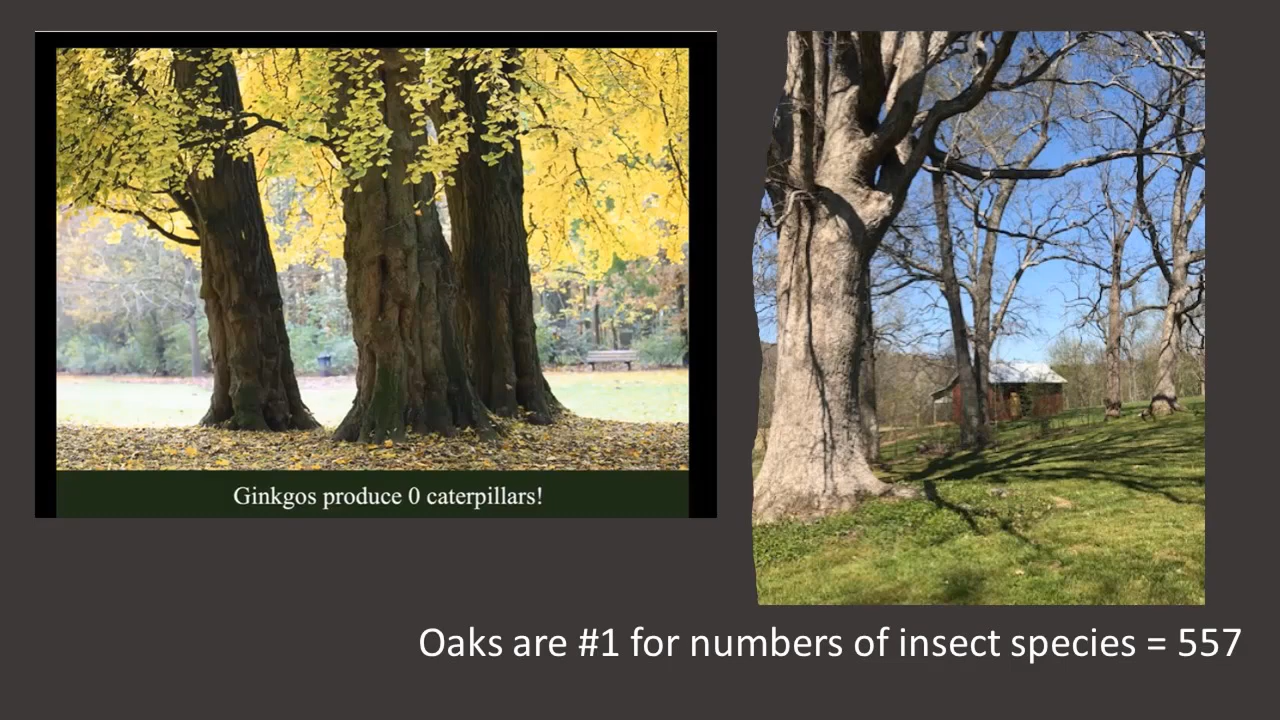 Ginkgos produce 0 caterpillars!
Oaks are #1 for numbers of insect species = 557